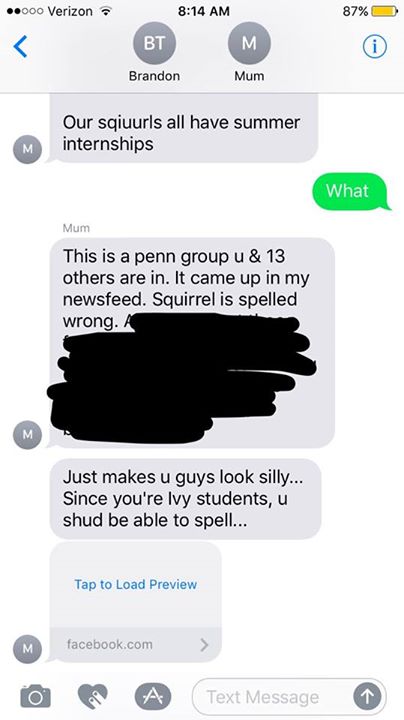 Verizon 8:14 AM 87%
BT M
Brandon Mum
Our sqiuurls all have summer
internships
M
What
Mum
This is a penn group u & 13
others are in. It came up in my
newsfeed. Squirrel is spelled
wrong.
M
Just makes u guys look silly...
Since you're Ivy students, u
shud be able to spell...
Tap to Load Preview
facebook.com
M
Text Message